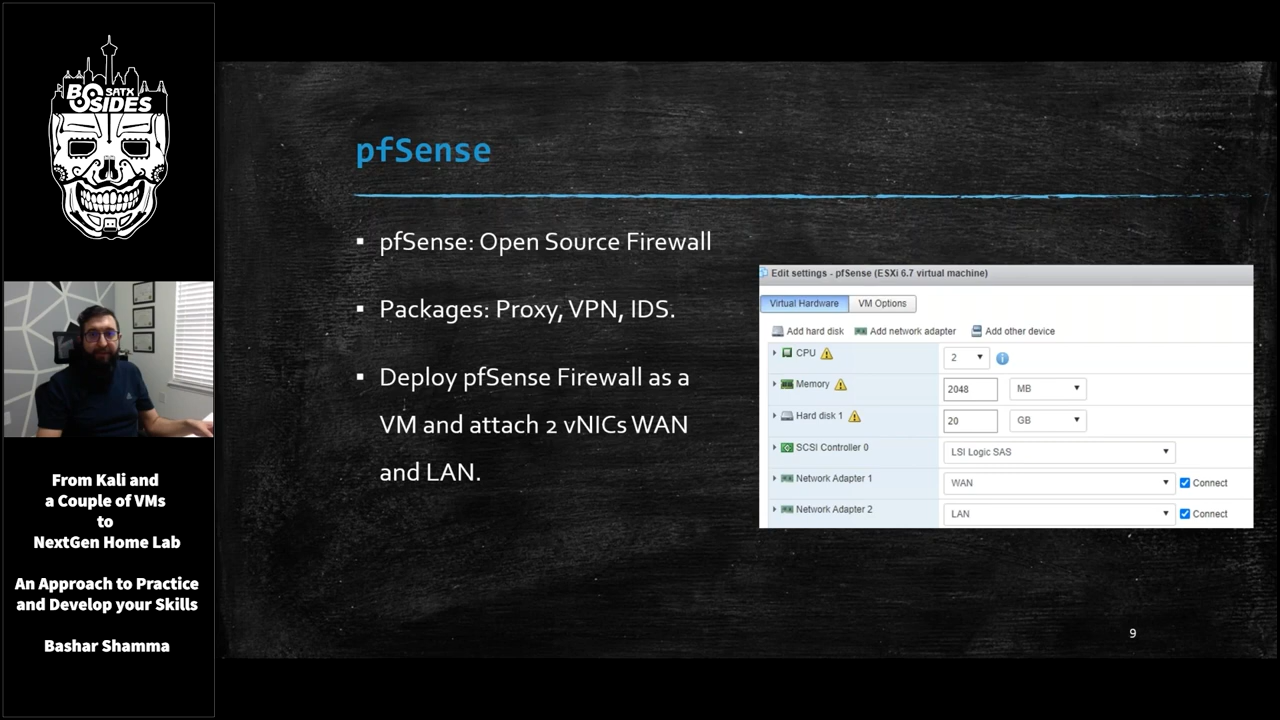 BSIDES
SATX
From Kali and
a Couple of VMs
to
NextGen Home Lab
An Approach to Practice
and Develop your Skills
Bashar Shamma
pfSense
▪ pfSense: Open Source Firewall
▪ Packages: Proxy, VPN, IDS.
▪ Deploy pfSense Firewall as a
VM and attach 2 vNICs WAN
and LAN.
Edit settings - pfSense (ESXi 6.7 virtual machine)
Virtual Hardware VM Options
Add hard disk Add network adapter Add other device
CPU 2
Memory 2048 MB
Hard disk 1 20 GB
SCSI Controller 0 LSI Logic SAS
Network Adapter 1 WAN Connect
Network Adapter 2 LAN Connect
9